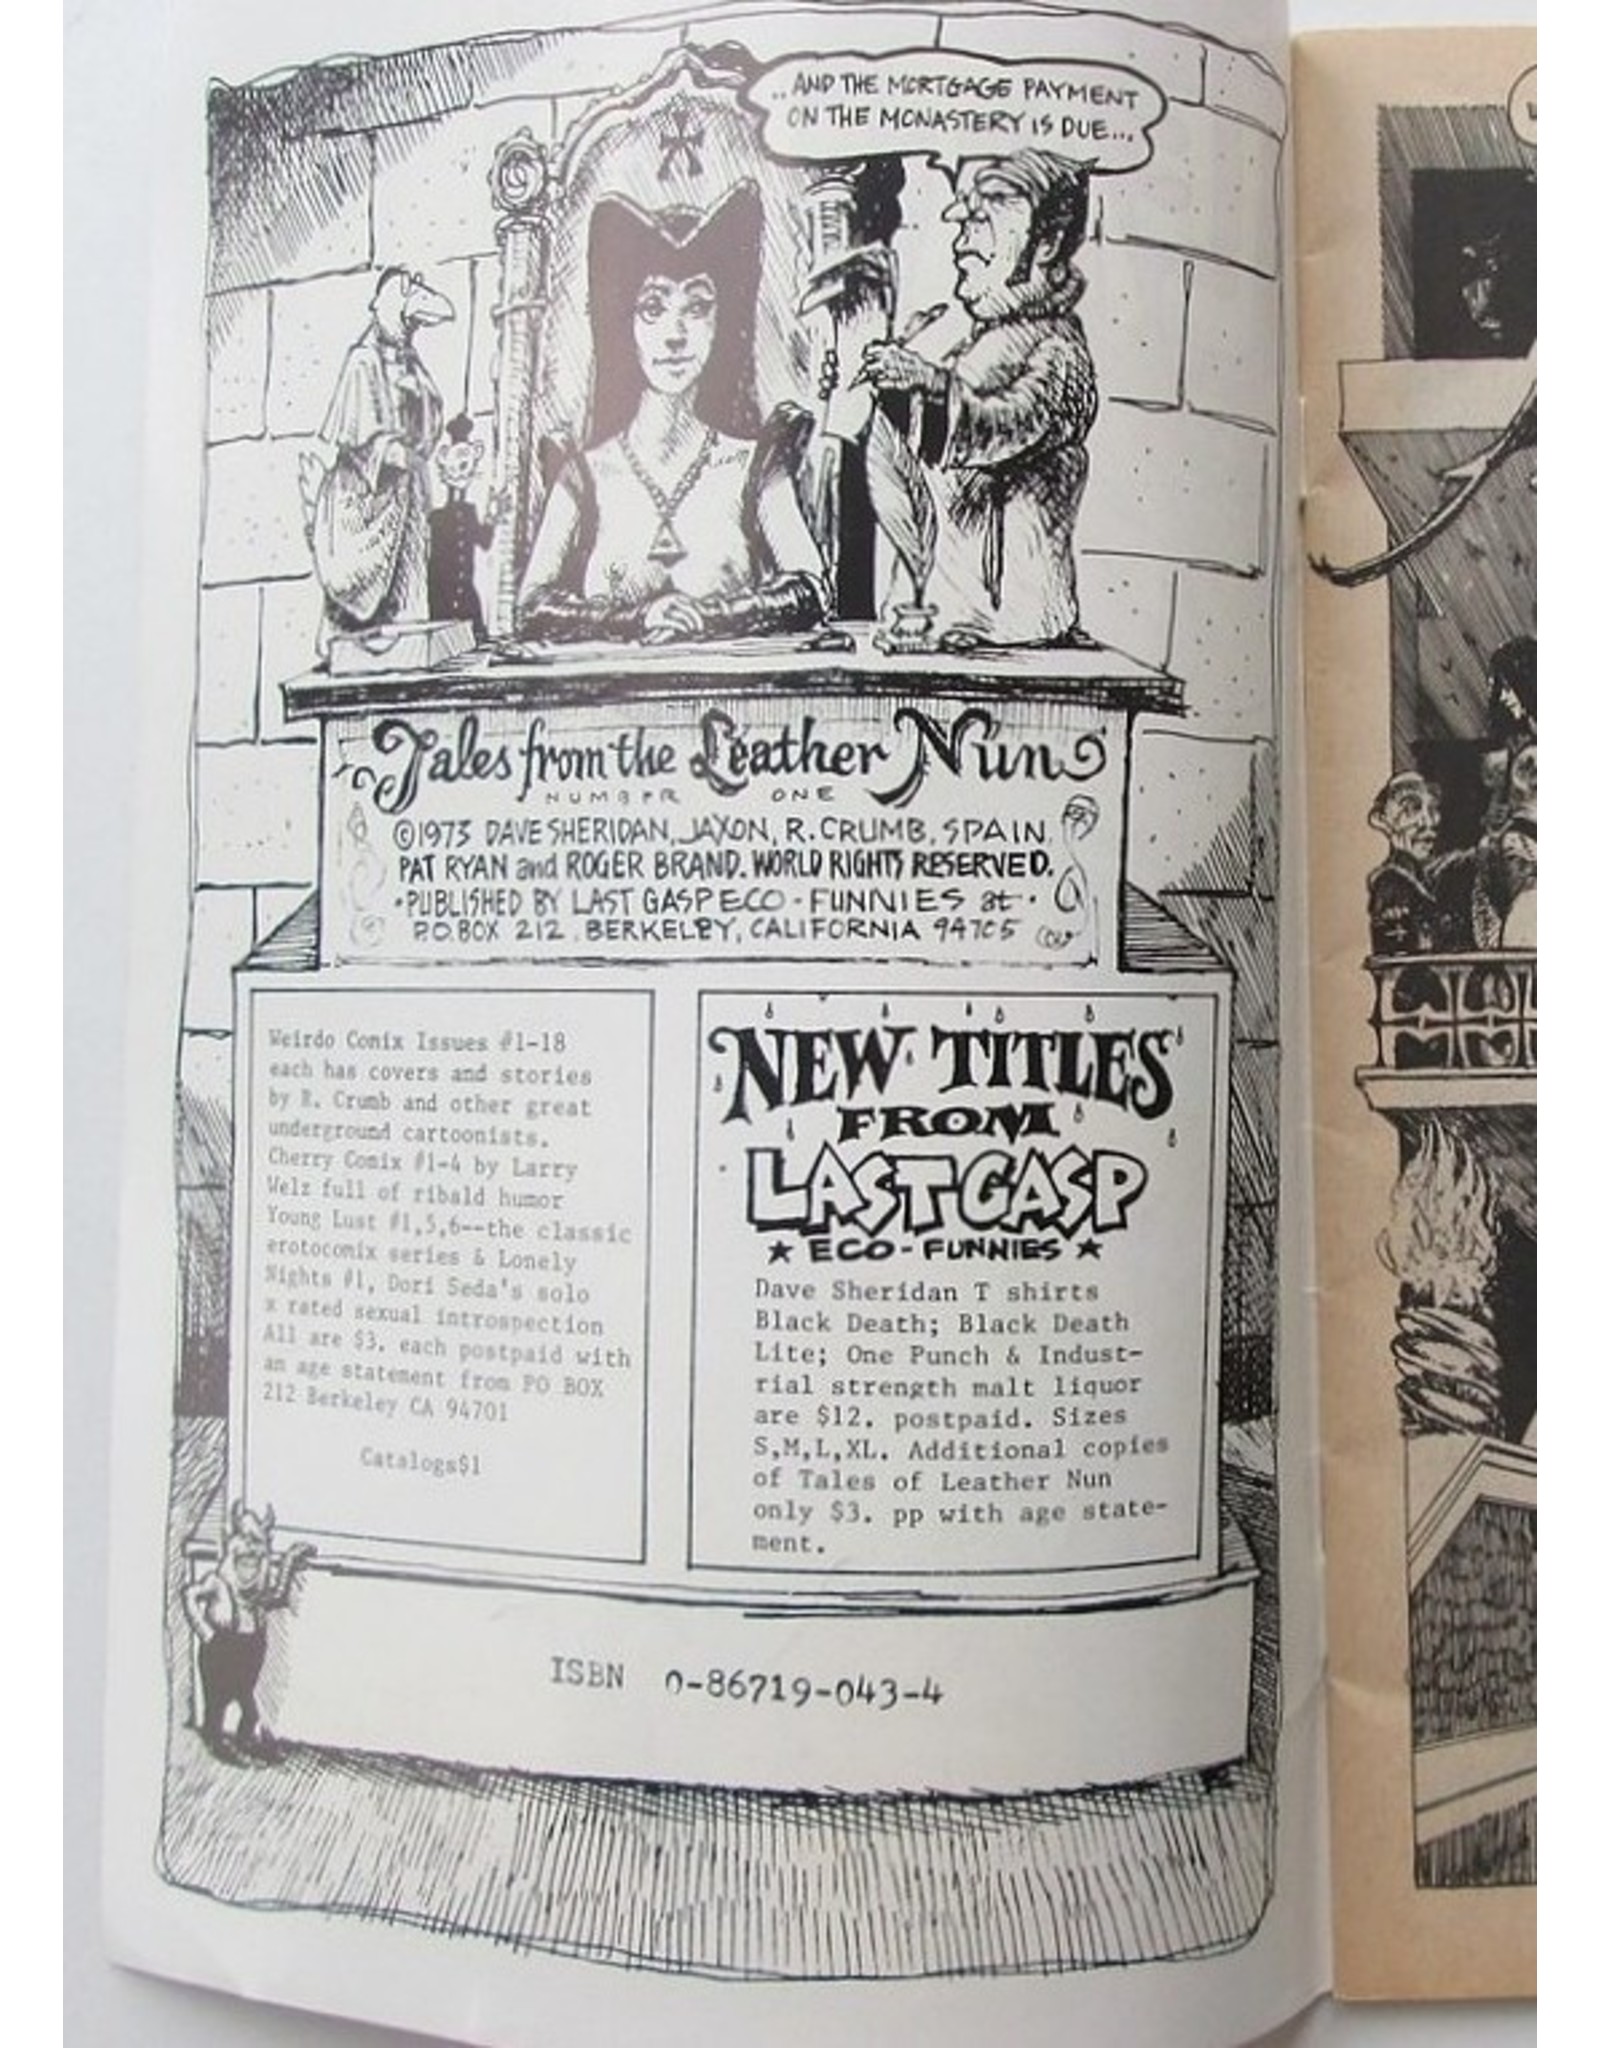 ..AND THE MORTGAGE PAYMENT
ON THE MONASTERY IS DUE...
Tales from the Leather Nun
NUMBER ONE
©1973 DAVE SHERIDAN, JAXON, R. CRUMB, SPAIN,
PAT RYAN and ROGER BRAND. WORLD RIGHTS RESERVED.
•PUBLISHED BY LAST GASP ECO-FUNNIES at•
P.O. BOX 212, BERKELEY, CALIFORNIA 94705
Weirdo Comix Issues #1-18
each has covers and stories
by R. Crumb and other great
underground cartoonists.
Cherry Comix #1-4 by Larry
Welz full of ribald humor
Young Lust #1,5,6--the classic
erotocomix series & Lonely
Nights #1, Dori Seda's solo
x rated sexual introspection
All are $3. each postpaid with
an age statement from PO BOX
212 Berkeley CA 94701
Catalogs$1
NEW TITLES
FROM
LAST GASP
★ ECO-FUNNIES ★
Dave Sheridan T shirts
Black Death; Black Death
Lite; One Punch & Indust-
rial strength malt liquor
are $12. postpaid. Sizes
S,M,L,XL. Additional copies
of Tales of Leather Nun
only $3. pp with age state-
ment.
ISBN 0-86719-043-4